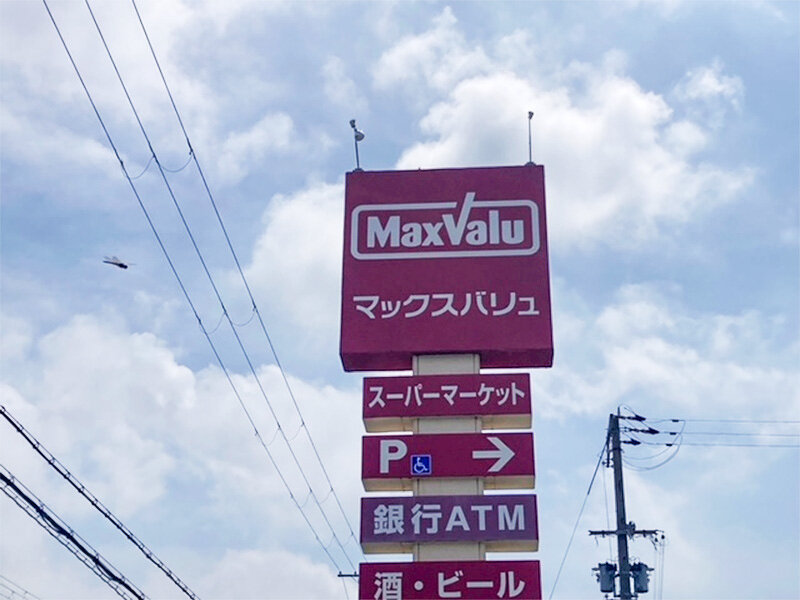 MaxValu
マックスバリュ
スーパーマーケット
P →
銀行ATM
酒・ビール